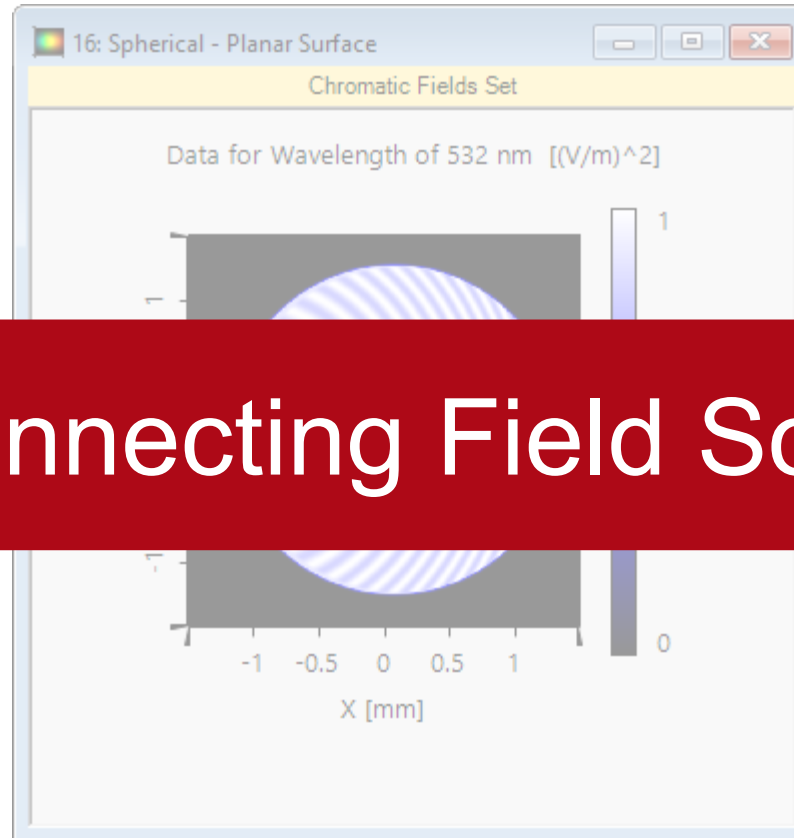 16: Spherical - Planar Surface
Chromatic Fields Set
Data for Wavelength of 532 nm [(V/m)^2]
1
1
nnecting Field So
-1
0
-1 -0.5 0 0.5 1
X [mm]